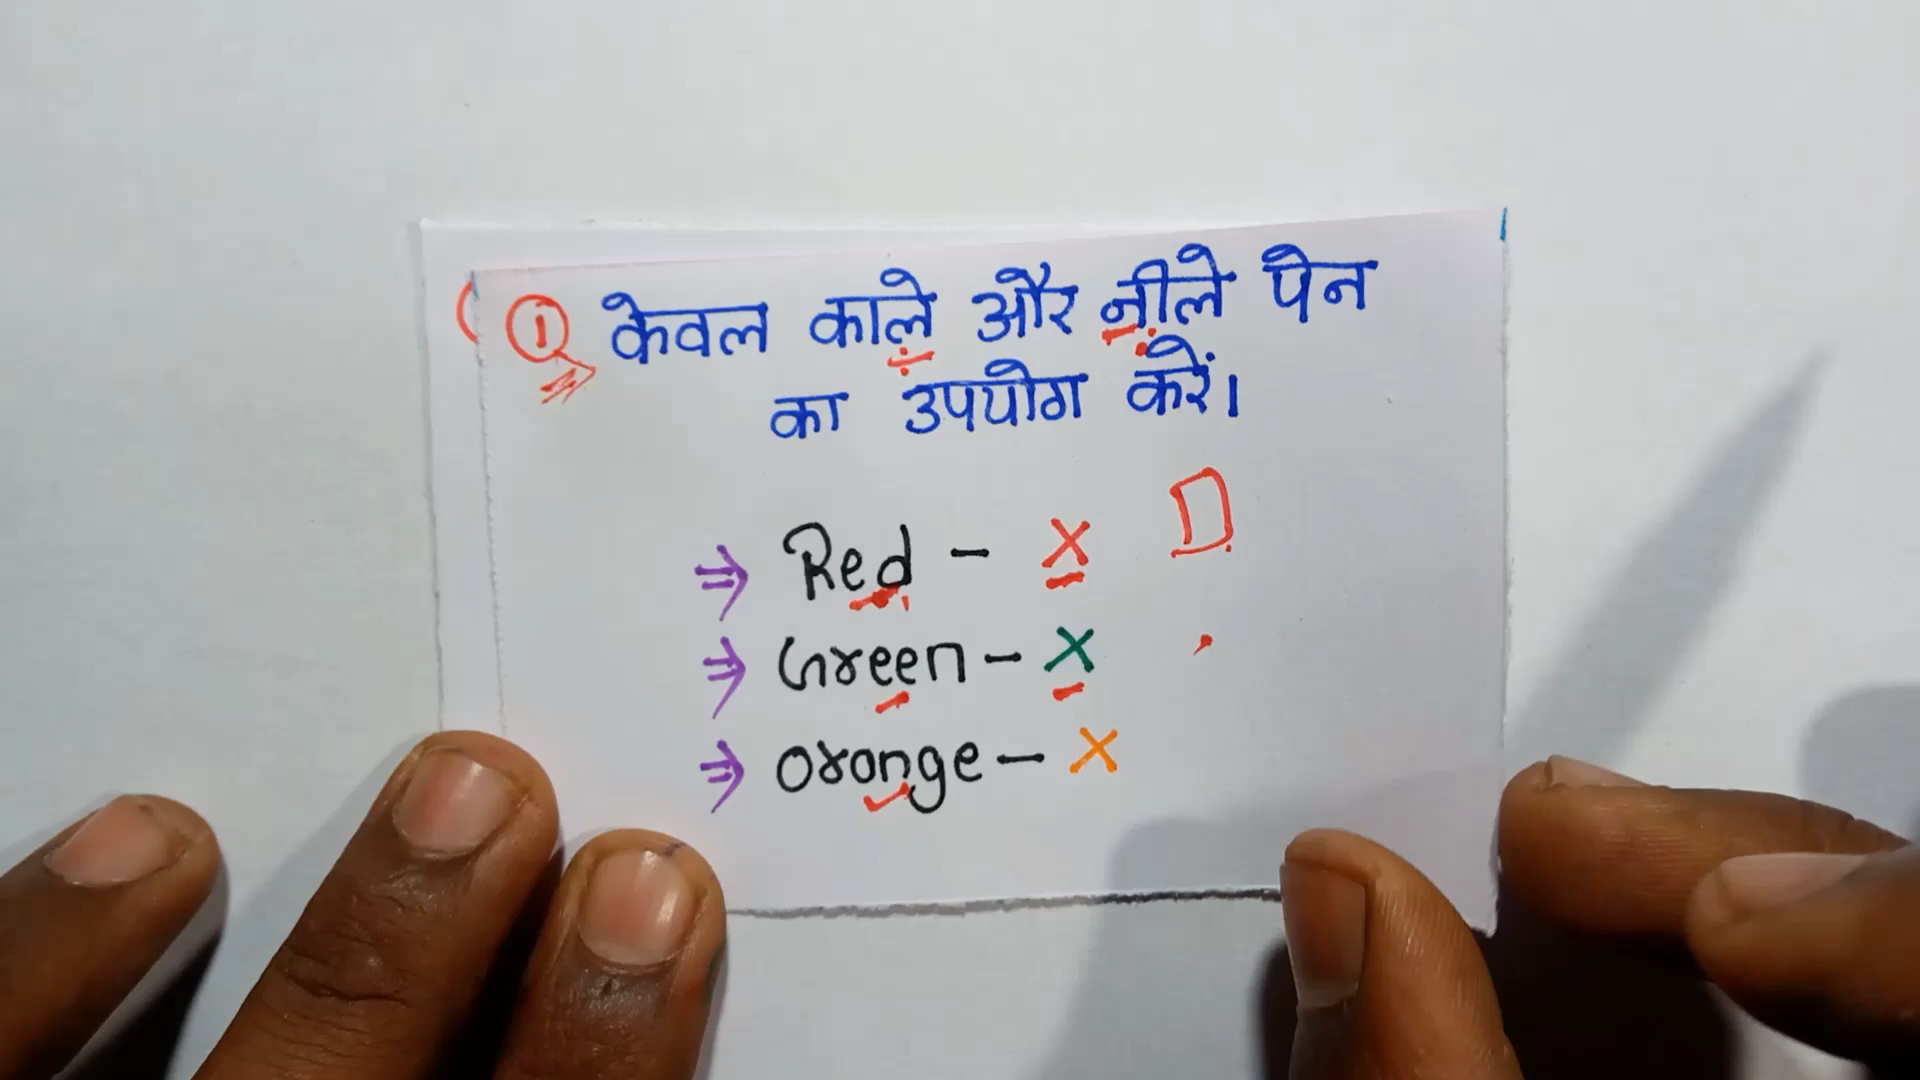 ① केवल काले और नीले पेन
का उपयोग करें।
⇒ Red - X
⇒ Green - X
⇒ Orange - X